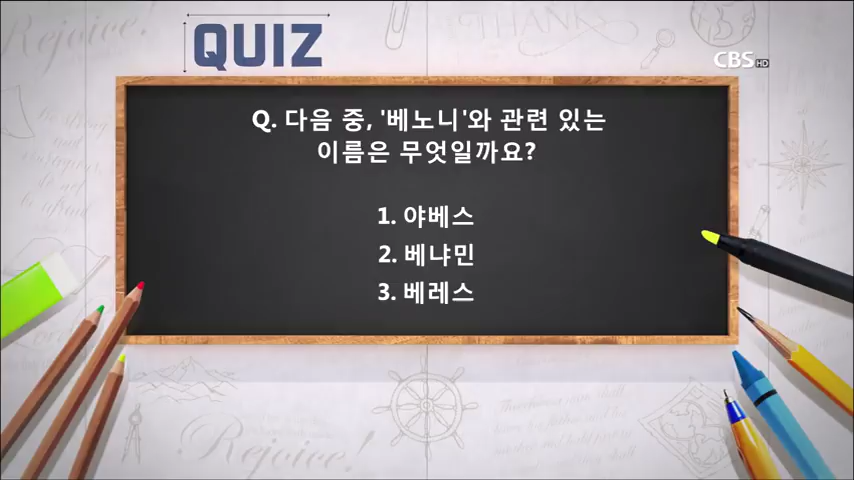 QUIZ
CBS HD
Q. 다음 중, '베노니'와 관련 있는
이름은 무엇일까요?
1. 야베스
2. 베냐민
3. 베레스
Rejoice!
THANKS
Rejoice!